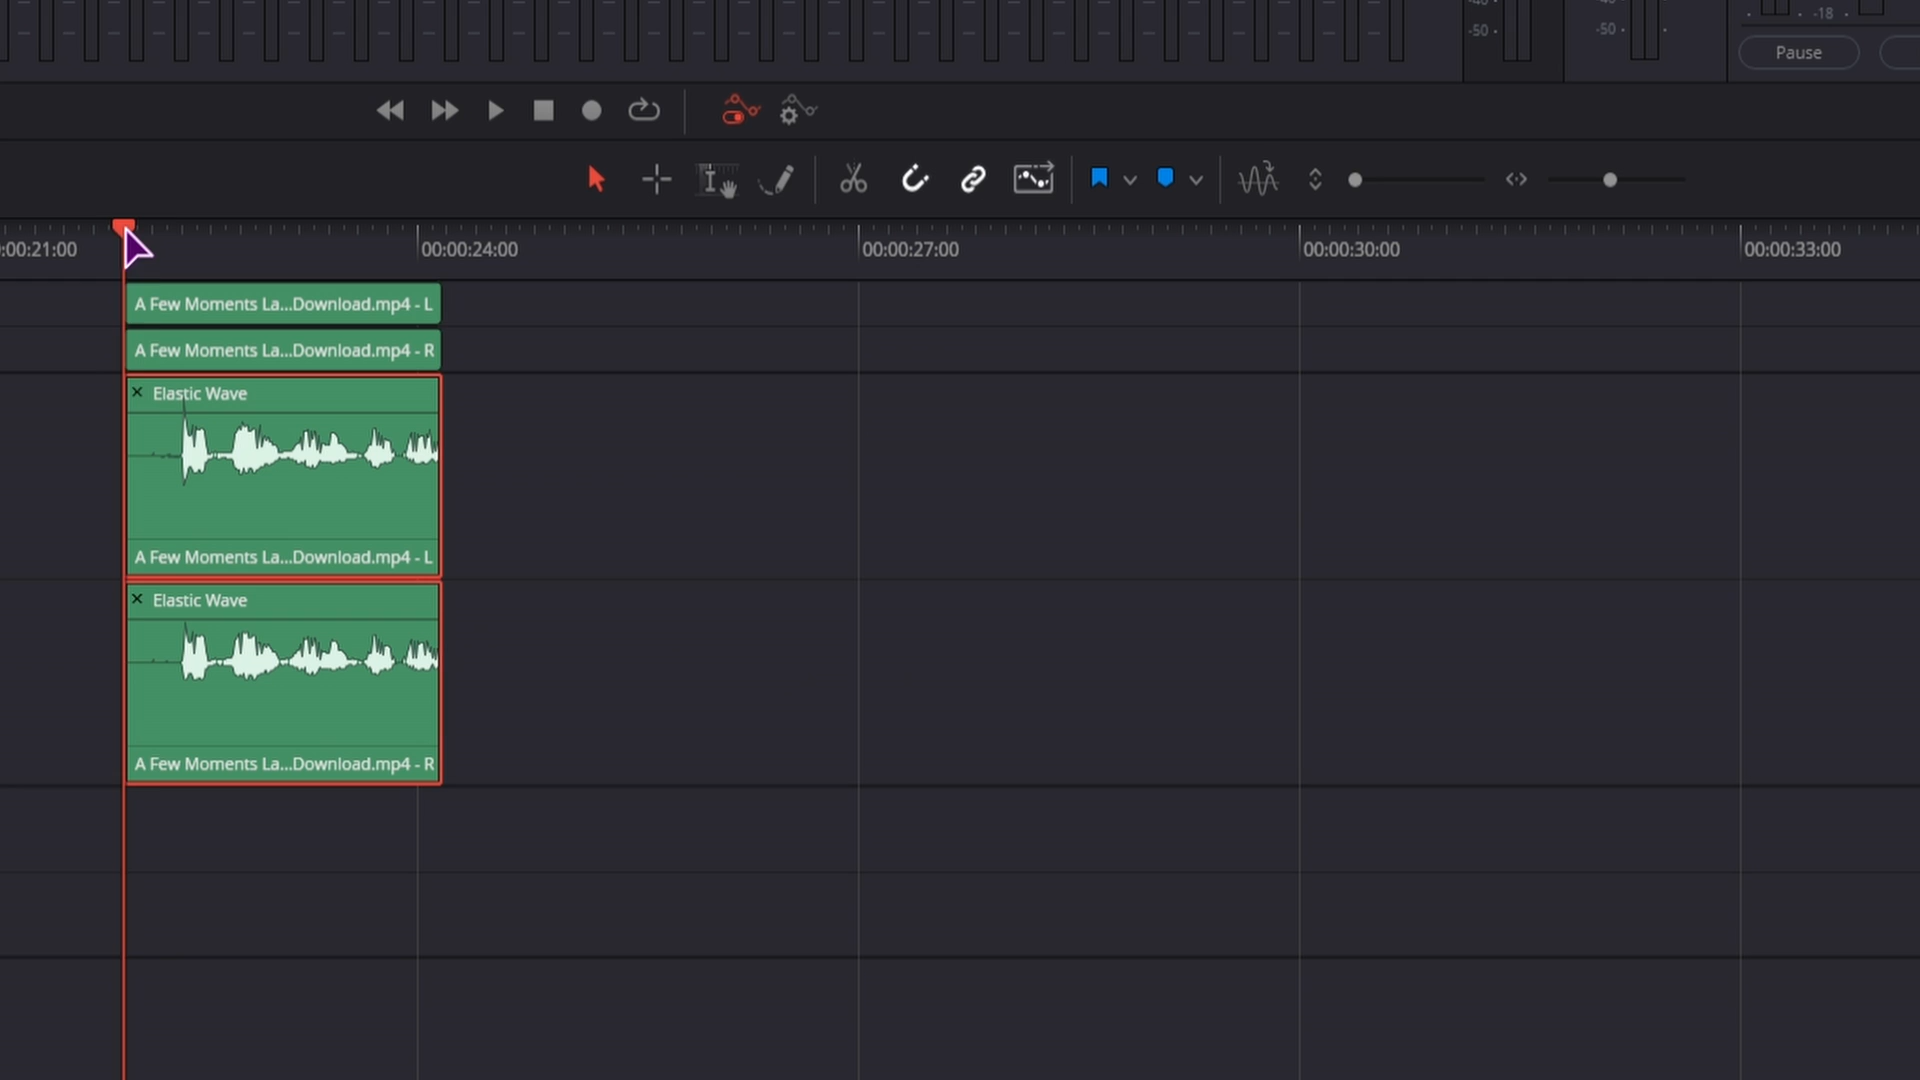 -50
-50
-18
Pause
:00:00:21:00
00:00:24:00
00:00:27:00
00:00:30:00
00:00:33:00
A Few Moments La...Download.mp4 - L
A Few Moments La...Download.mp4 - R
Elastic Wave
A Few Moments La...Download.mp4 - L
Elastic Wave
A Few Moments La...Download.mp4 - R